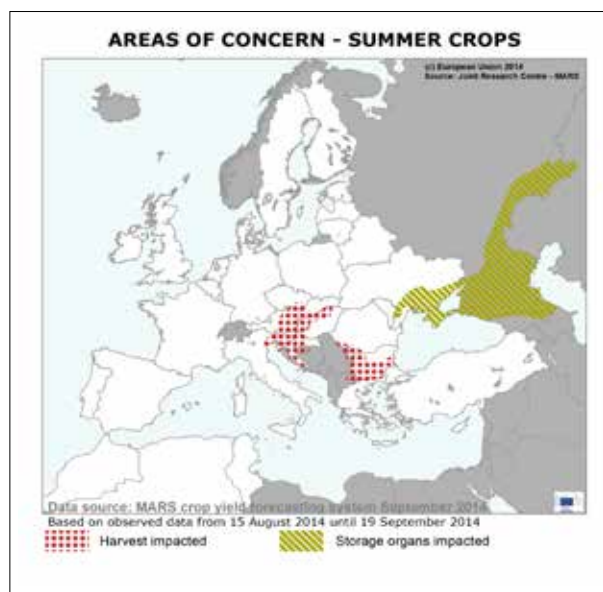 AREAS OF CONCERN - SUMMER CROPS
(c) European Union 2014
Source: Joint Research Centre - MARS
Data source: MARS crop yield forecasting system September 2014
Based on observed data from 15 August 2014 until 19 September 2014
Harvest impacted
Storage organs impacted